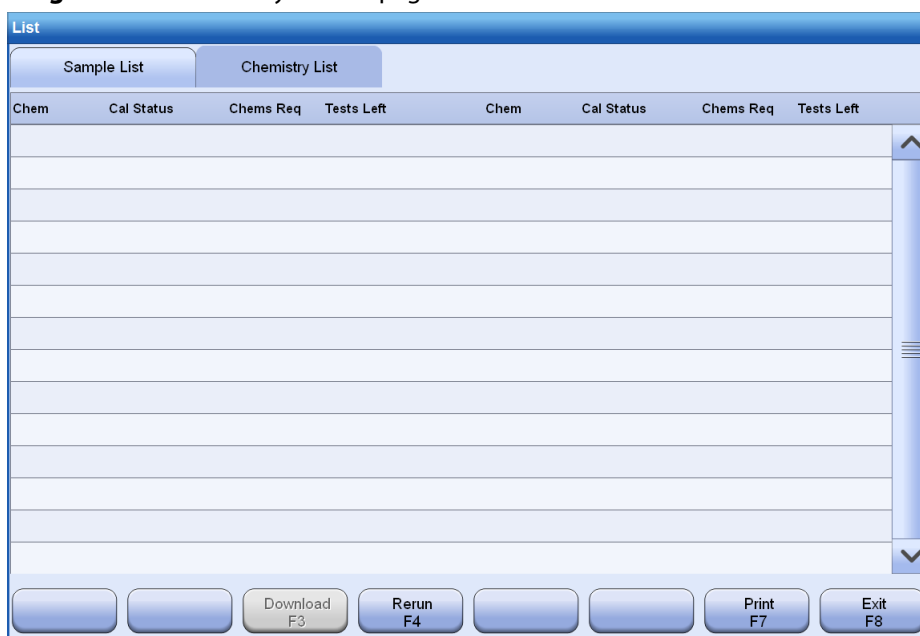 List
Sample List Chemistry List
Chem Cal Status Chems Req Tests Left Chem Cal Status Chems Req Tests Left
Download Rerun Print Exit
F3 F4 F7 F8